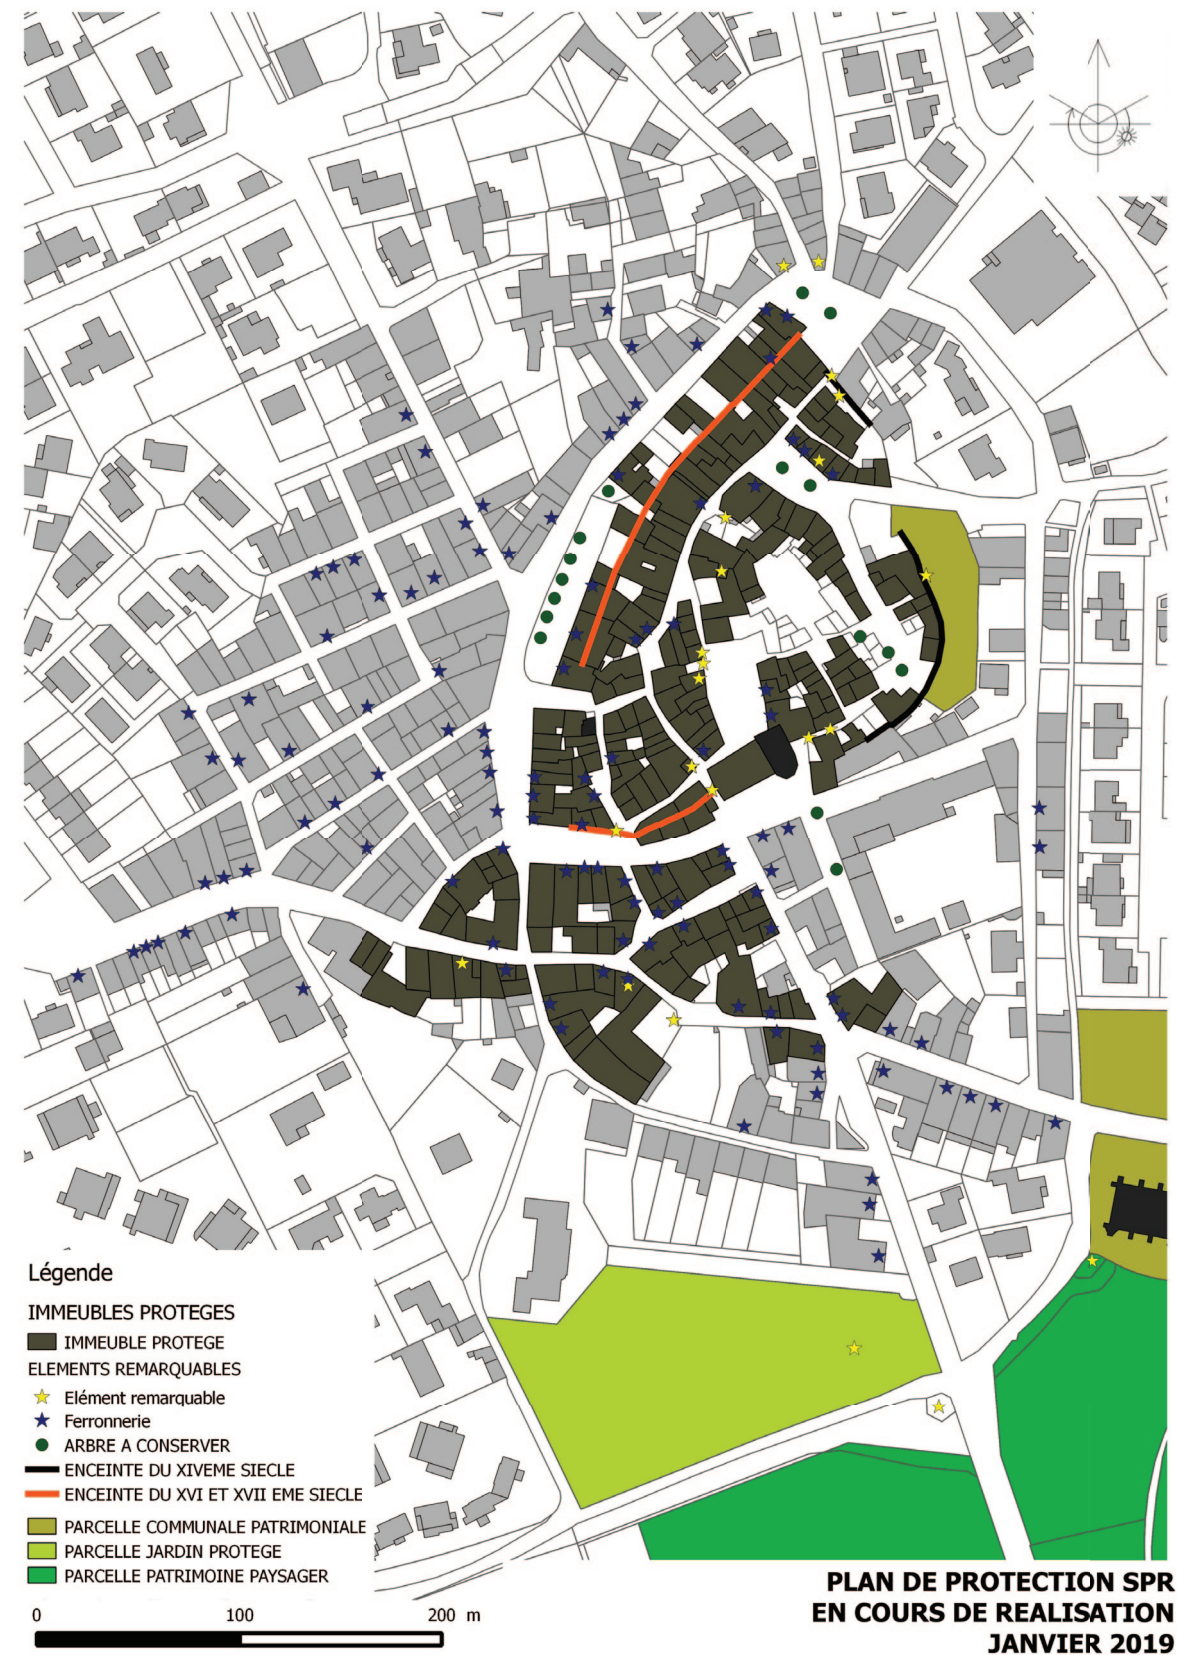 Légende
IMMEUBLES PROTEGES
IMMEUBLE PROTEGE
ELEMENTS REMARQUABLES
Elément remarquable
Ferronnerie
ARBRE A CONSERVER
ENCEINTE DU XIVEME SIECLE
ENCEINTE DU XVI ET XVII EME SIECLE
PARCELLE COMMUNALE PATRIMONIALE
PARCELLE JARDIN PROTEGE
PARCELLE PATRIMOINE PAYSAGER
0 100 200 m
PLAN DE PROTECTION SPR
EN COURS DE REALISATION
JANVIER 2019